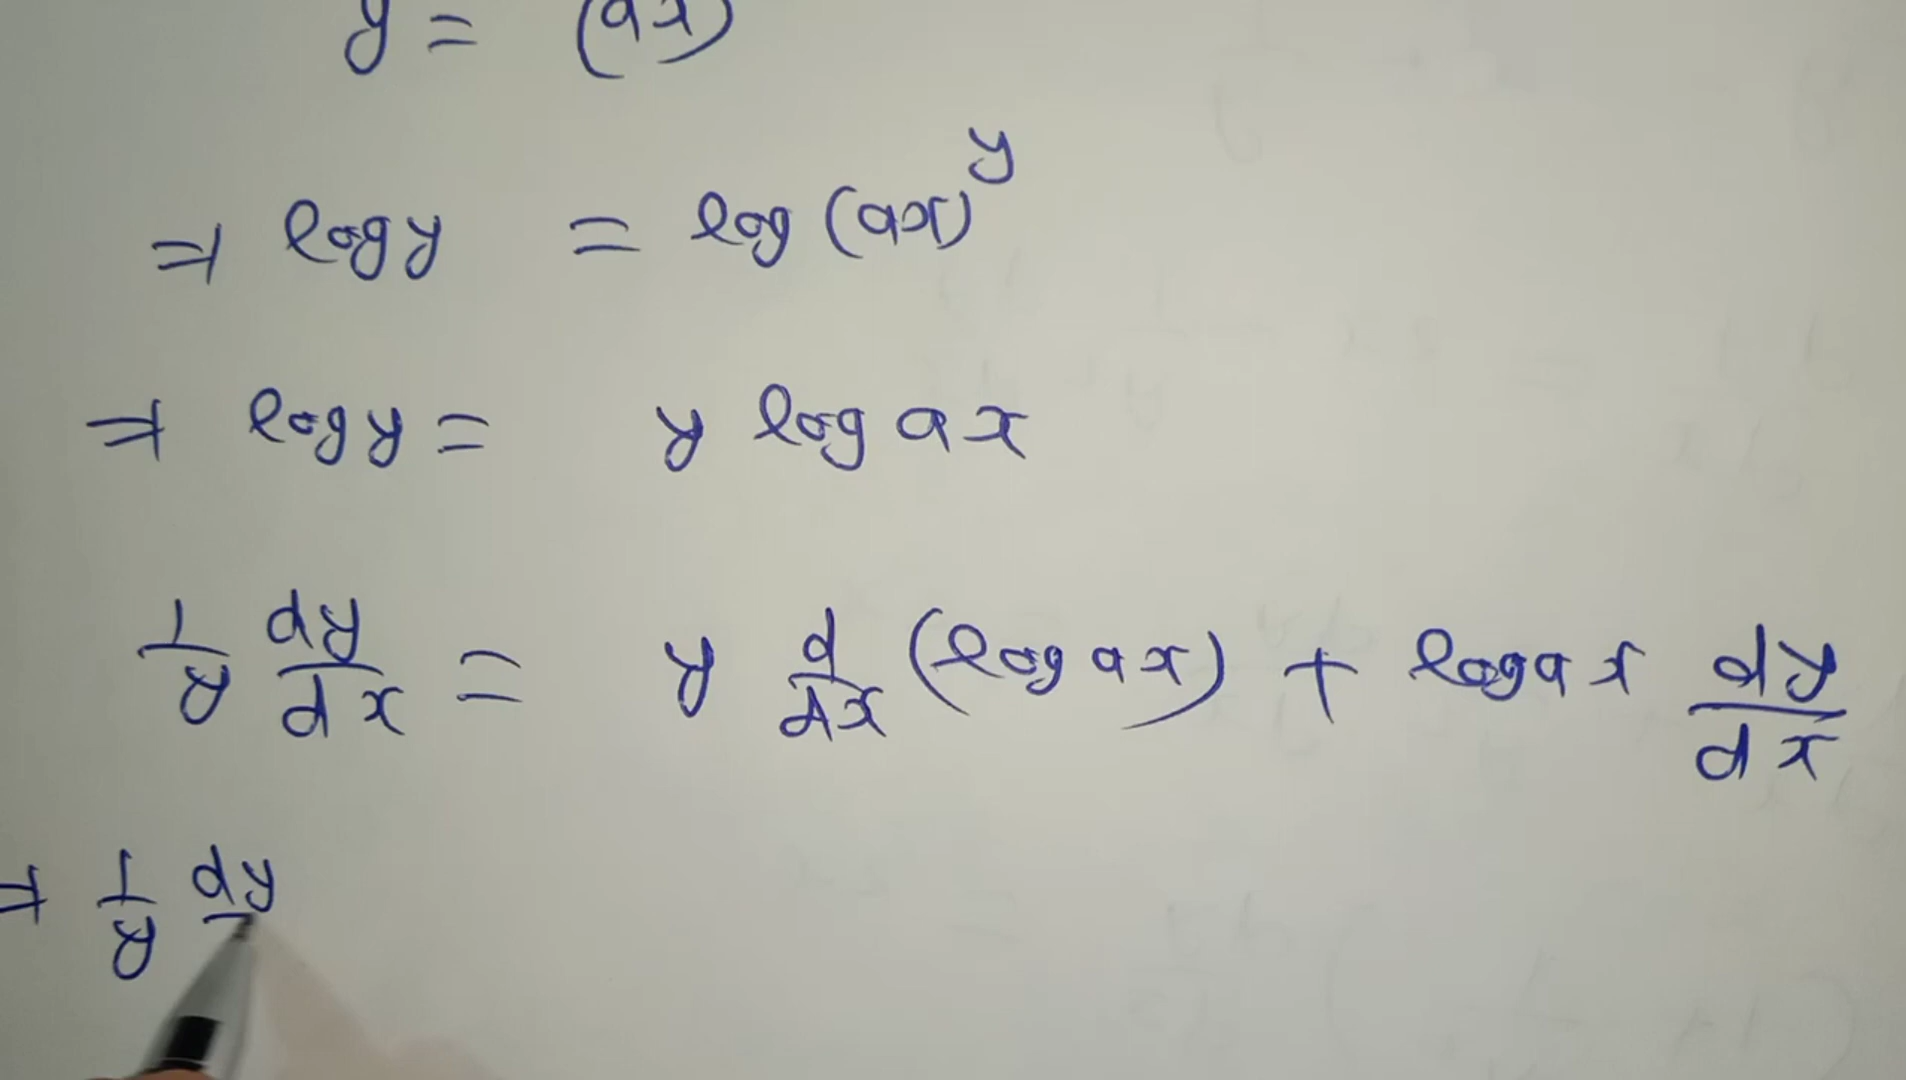 y = (ax)
⇒ log y = log (ax)^y
⇒ log y = y log ax
1/y dy/dx = y d/dx (log ax) + log ax dy/dx
⇒ 1/y dy